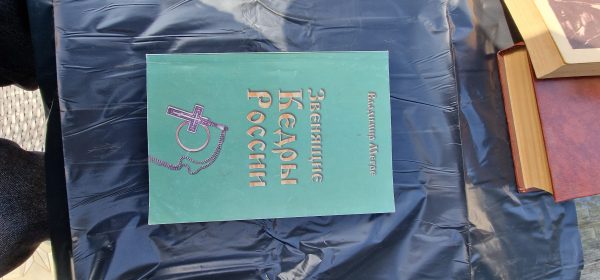 Владимир Мегре
Звенящие
Кедры
России